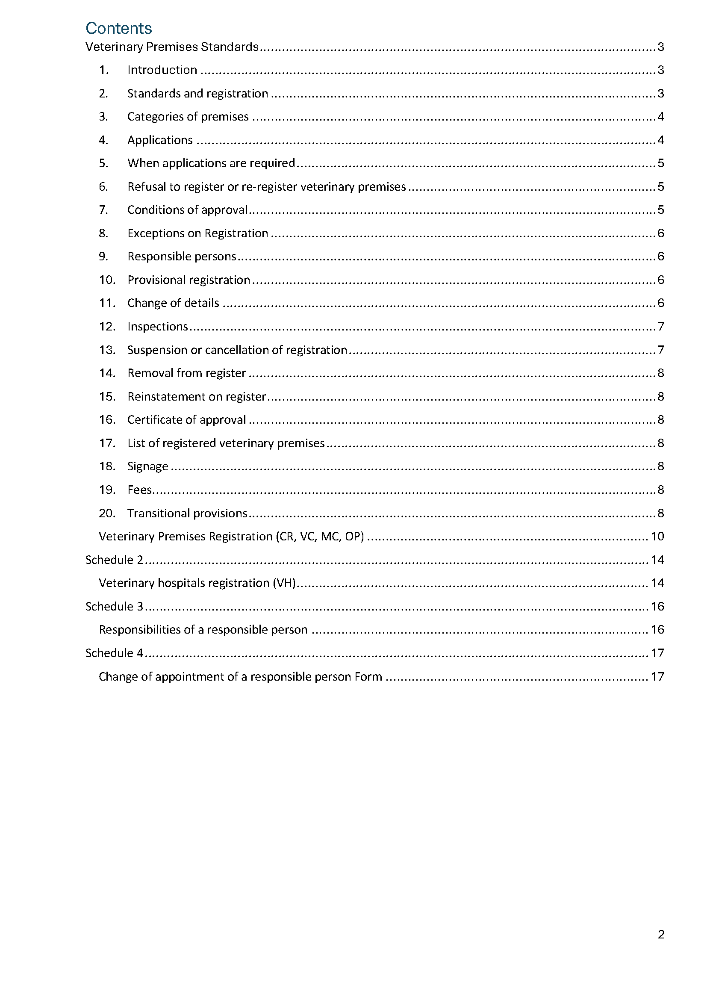 Contents
Veterinary Premises Standards............................................................................................................3
1. Introduction ............................................................................................................................3
2. Standards and registration .........................................................................................................3
3. Categories of premises ..............................................................................................................4
4. Applications .............................................................................................................................4
5. When applications are required..................................................................................................5
6. Refusal to register or re-register veterinary premises...................................................................5
7. Conditions of approval...............................................................................................................5
8. Exceptions on Registration .........................................................................................................6
9. Responsible persons..................................................................................................................6
10. Provisional registration..............................................................................................................6
11. Change of details ......................................................................................................................6
12. Inspections...............................................................................................................................7
13. Suspension or cancellation of registration...................................................................................7
14. Removal from register ...............................................................................................................8
15. Reinstatement on register..........................................................................................................8
16. Certificate of approval ...............................................................................................................8
17. List of registered veterinary premises.........................................................................................8
18. Signage ....................................................................................................................................8
19. Fees.........................................................................................................................................8
20. Transitional provisions...............................................................................................................8
Veterinary Premises Registration (CR, VC, MC, OP) ............................................................................10
Schedule 2.........................................................................................................................................14
Veterinary hospitals registration (VH)................................................................................................14
Schedule 3.........................................................................................................................................16
Responsibilities of a responsible person ............................................................................................16
Schedule 4.........................................................................................................................................17
Change of appointment of a responsible person Form .......................................................................17
2